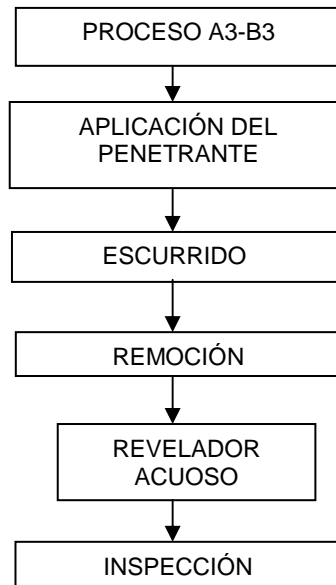 PROCESO A3-B3
APLICACIÓN DEL
PENETRANTE
ESCURRIDO
REMOCIÓN
REVELADOR
ACUOSO
INSPECCIÓN